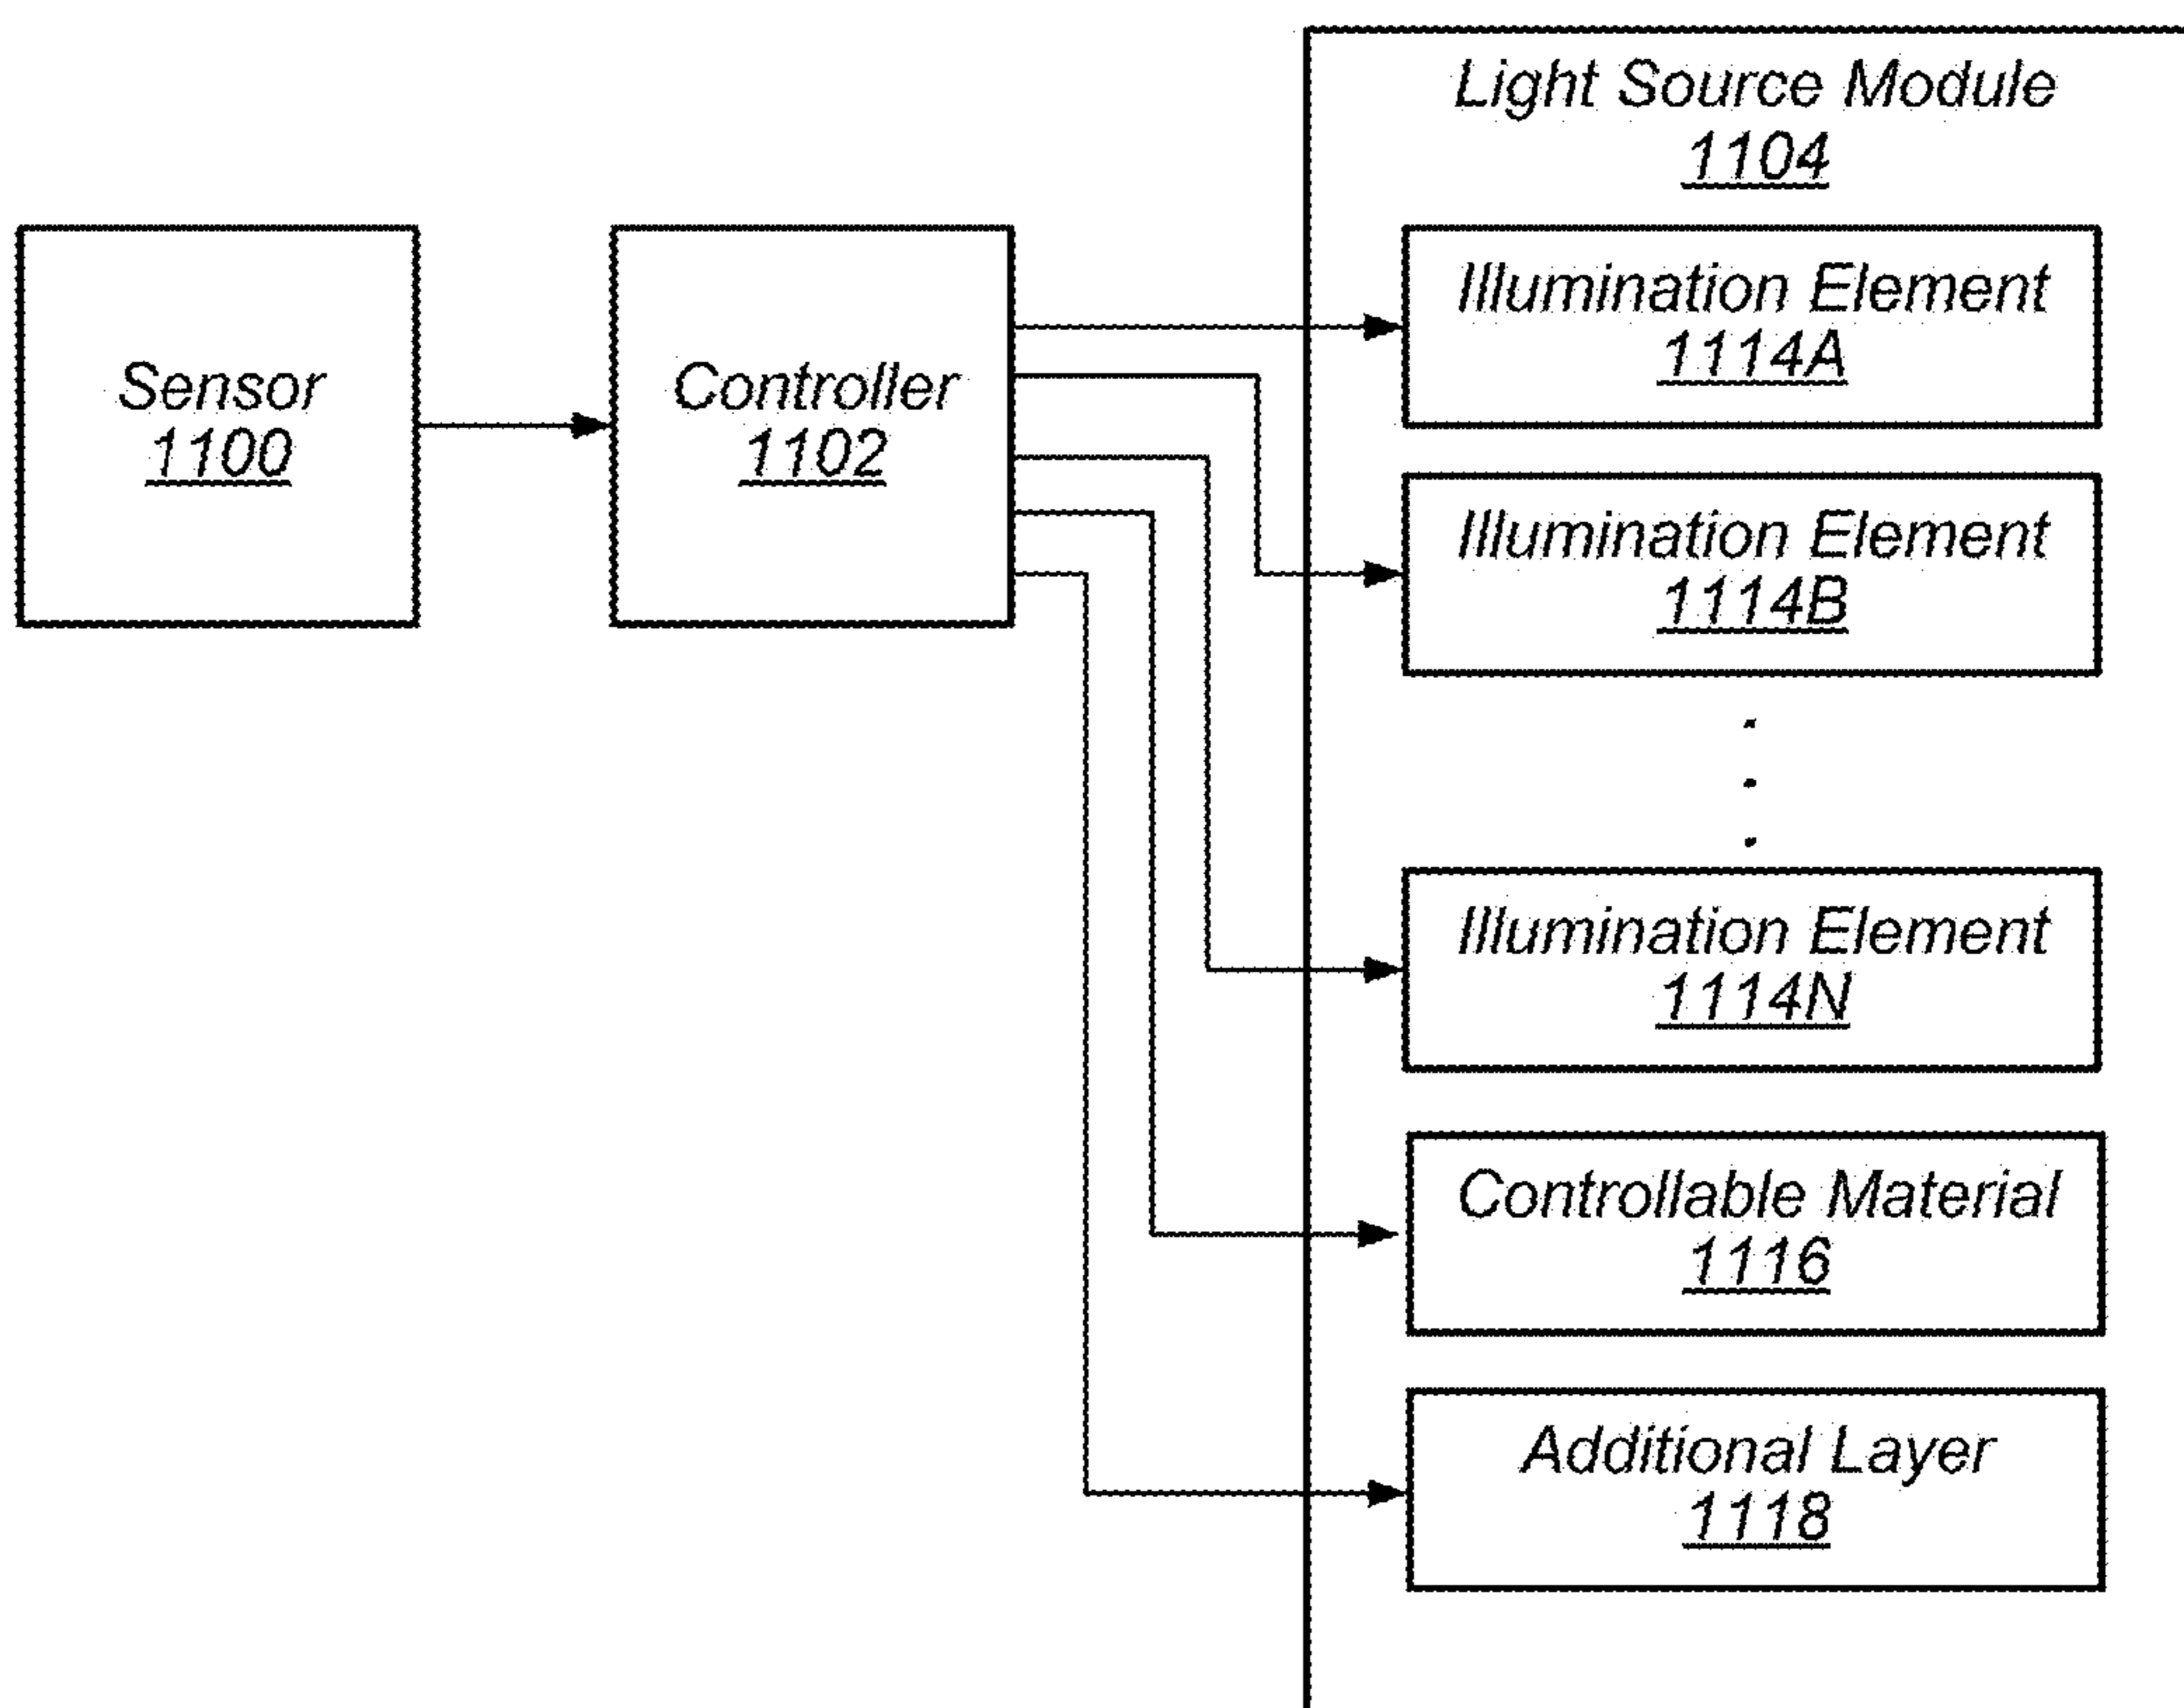 Light Source Module
1104
Sensor
1100
Controller
1102
Illumination Element
1114A
Illumination Element
1114B
Illumination Element
1114N
Controllable Material
1116
Additional Layer
1118